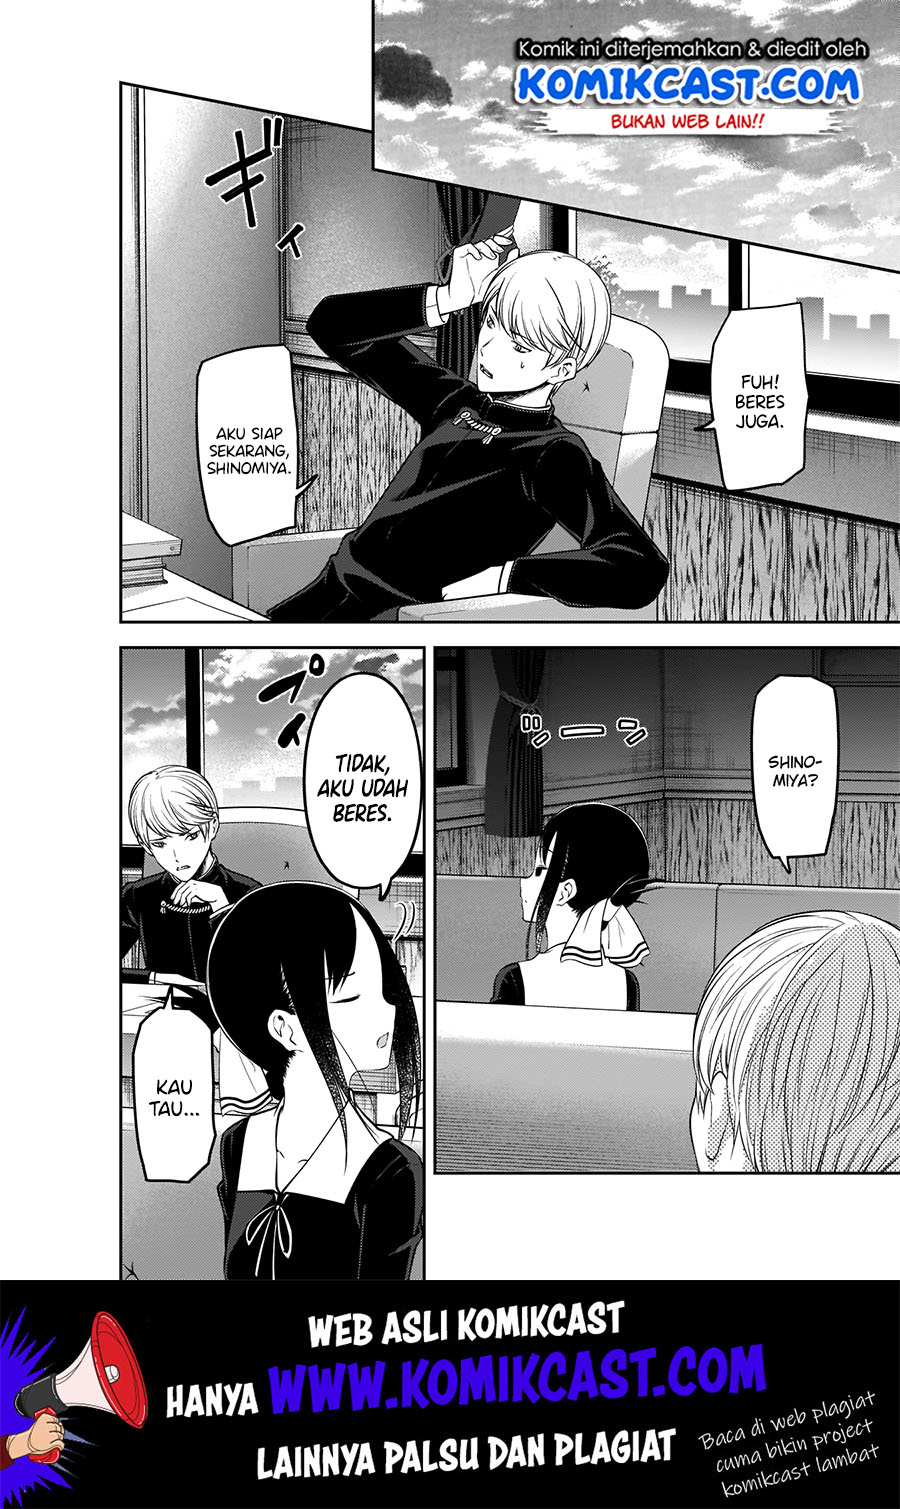 Komik ini diterjemahkan & diedit oleh
KOMIKCAST.COM
BUKAN WEB LAIN!!
ギ
ィ
FUH!
BERES
JUGA.
AKU SIAP
SEKARANG,
SHINOMIYA.
SHINO-
MIYA?
プ
イ
TIDAK,
AKU UDAH
BERES.
KAU
TAU...
WEB ASLI KOMIKCAST
HANYA WWW.KOMIKCAST.COM
LAINNYA PALSU DAN PLAGIAT
Baca di web plagiat
cuma bikin project
komikcast lambat